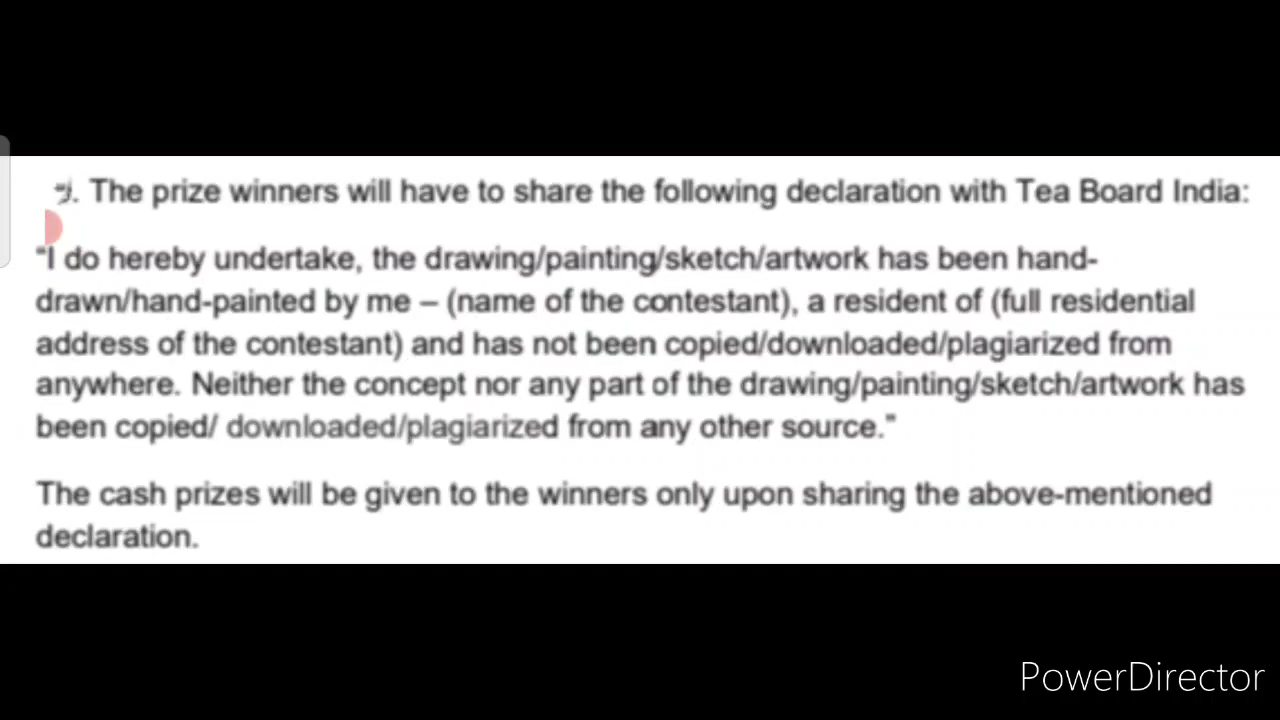 . The prize winners will have to share the following declaration with Tea Board India:
"I do hereby undertake, the drawing/painting/sketch/artwork has been hand-
drawn/hand-painted by me – (name of the contestant), a resident of (full residential
address of the contestant) and has not been copied/downloaded/plagiarized from
anywhere. Neither the concept nor any part of the drawing/painting/sketch/artwork has
been copied/ downloaded/plagiarized from any other source."
The cash prizes will be given to the winners only upon sharing the above-mentioned
declaration.
PowerDirector